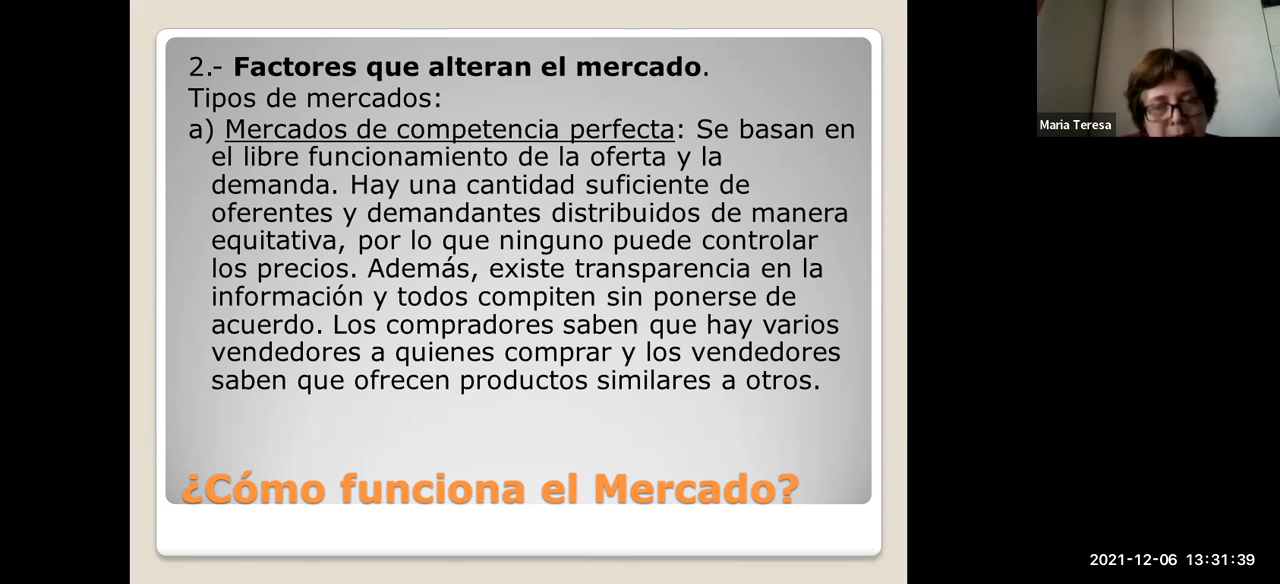 2.- Factores que alteran el mercado.
Tipos de mercados:
a) Mercados de competencia perfecta: Se basan en
el libre funcionamiento de la oferta y la
demanda. Hay una cantidad suficiente de
oferentes y demandantes distribuidos de manera
equitativa, por lo que ninguno puede controlar
los precios. Además, existe transparencia en la
información y todos compiten sin ponerse de
acuerdo. Los compradores saben que hay varios
vendedores a quienes comprar y los vendedores
saben que ofrecen productos similares a otros.
¿Cómo funciona el Mercado?
Maria Teresa
2021-12-06 13:31:39